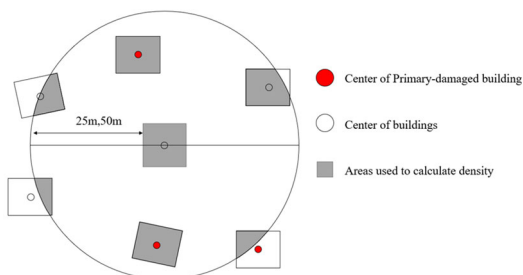 25m,50m
Center of Primary-damaged building
Center of buildings
Areas used to calculate density